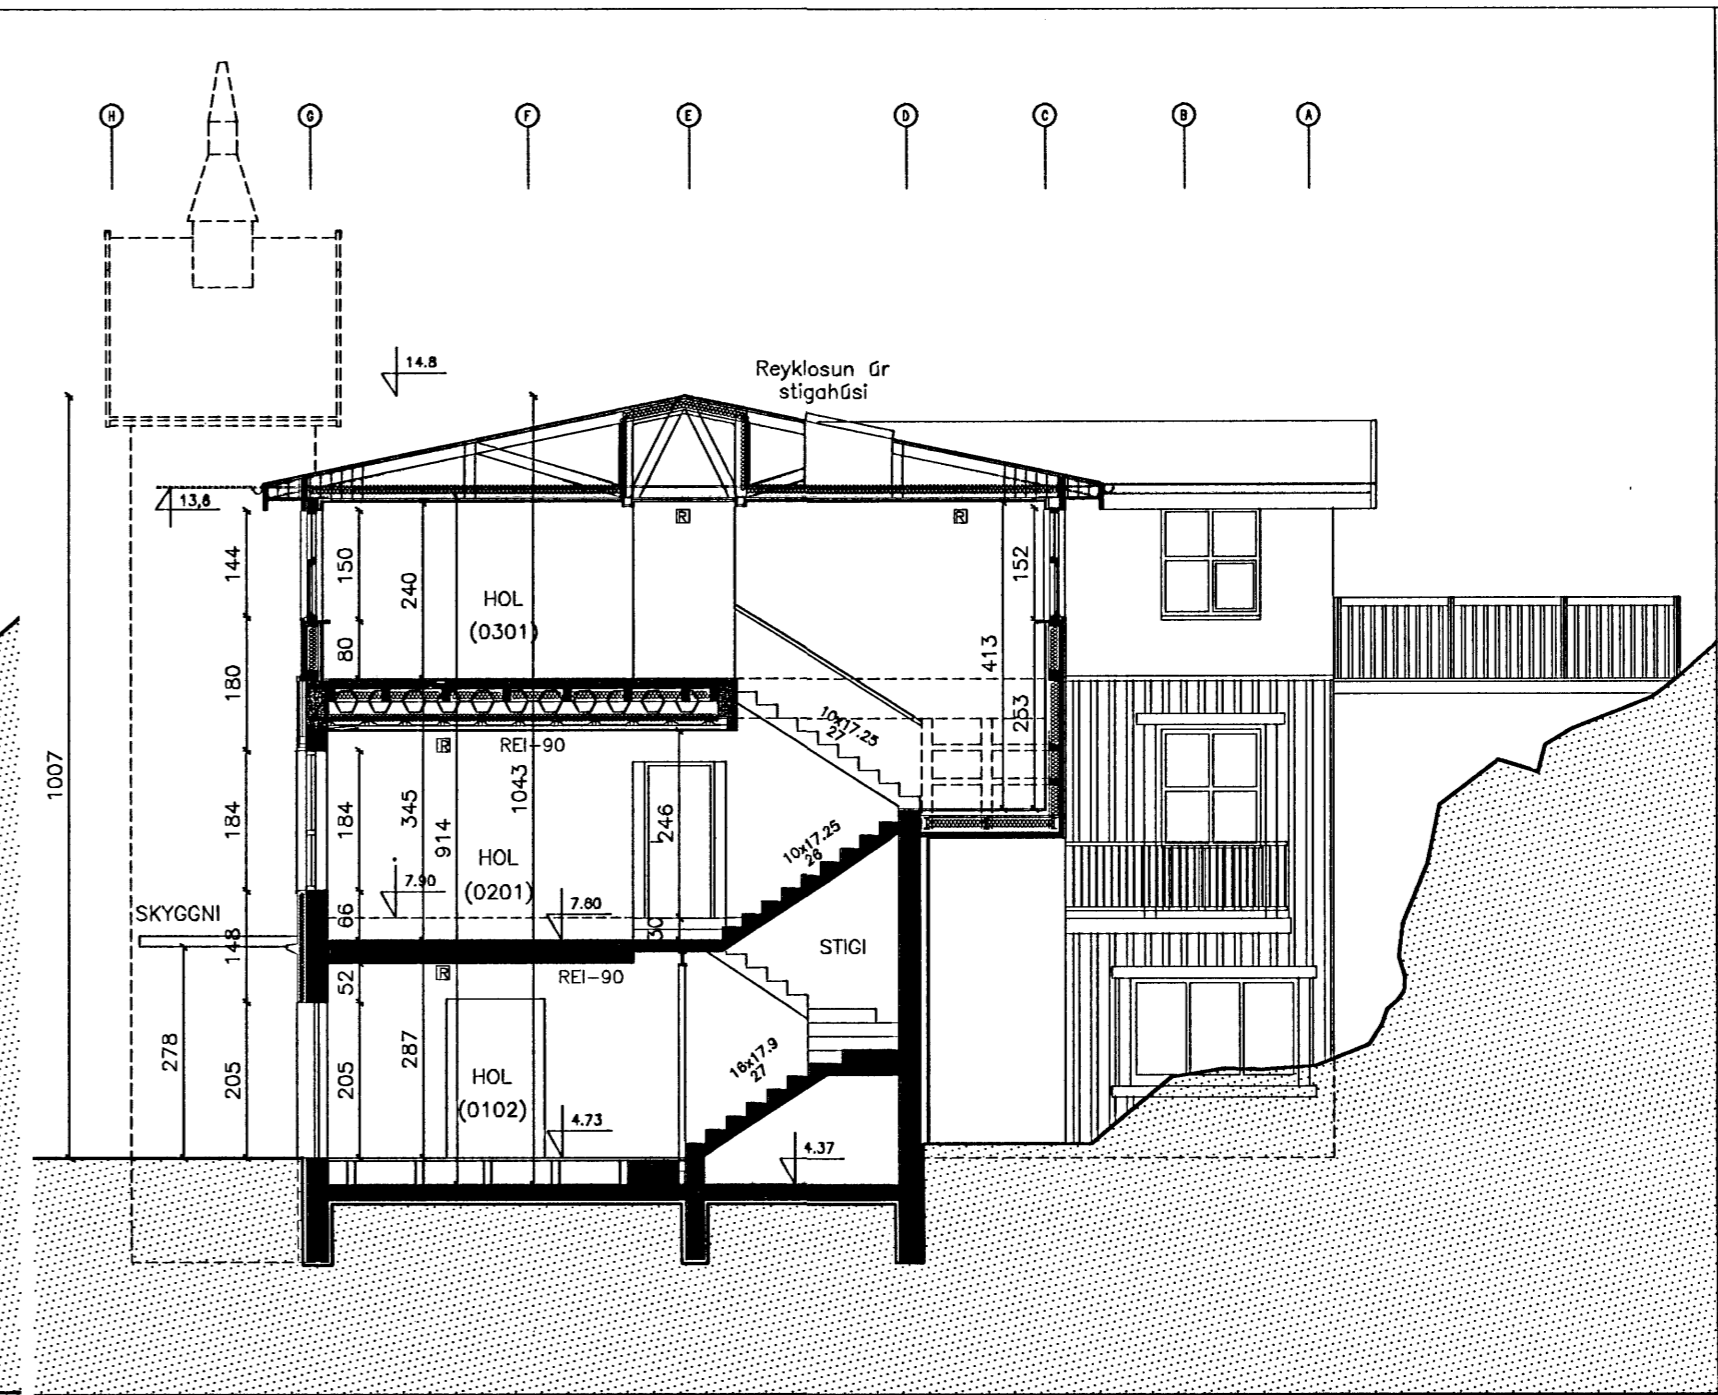 H G F E D C B A
14.8
Reyklosun úr
stigahúsi
13,6
R R
144 150 240 152
HOL
(0301)
80 180 413 253
10x17.25
27
R
REI-90
1007 184 184 345 914 1043 246
10x17.25
26
HOL
(0201)
7.90
7.80
SKYGGNI
66 148 30
STIGI
R
REI-90
52
278 205 205 287
18x17.9
27
HOL
(0102)
4.73
4.37